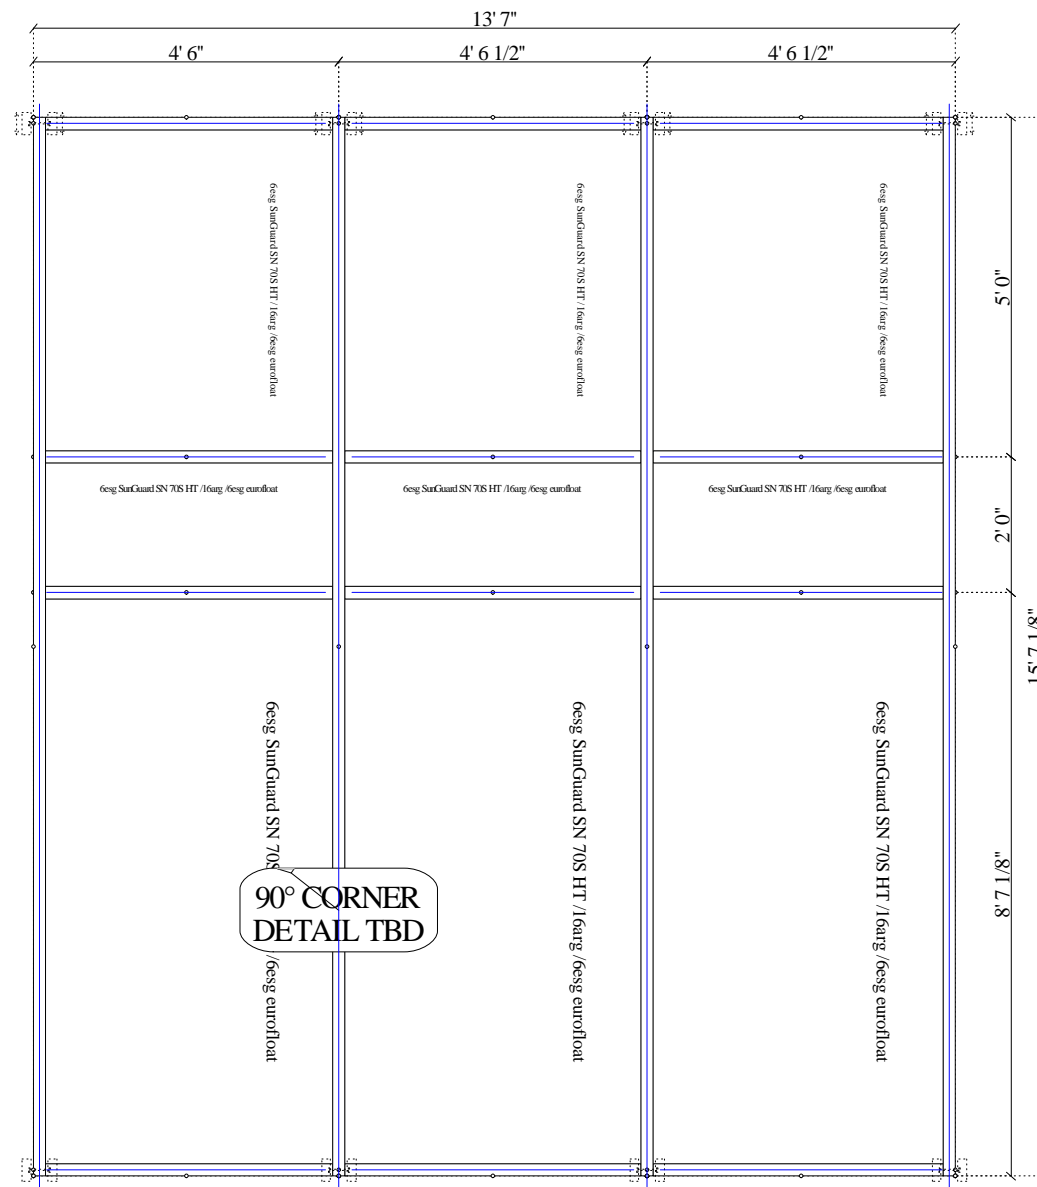 13' 7"
4' 6"
4' 6 1/2"
4' 6 1/2"
6esg SunGuard SN 70S HT /16arg /6esg eurofloat
6esg SunGuard SN 70S HT /16arg /6esg eurofloat
6esg SunGuard SN 70S HT /16arg /6esg eurofloat
5' 0"
6esg SunGuard SN 70S HT /16arg /6esg eurofloat
6esg SunGuard SN 70S HT /16arg /6esg eurofloat
6esg SunGuard SN 70S HT /16arg /6esg eurofloat
2' 0"
15' 7 1/8"
6esg SunGuard SN 70S /6esg eurofloat
6esg SunGuard SN 70S HT /16arg /6esg eurofloat
6esg SunGuard SN 70S HT /16arg /6esg eurofloat
8' 7 1/8"
90° CORNER
DETAIL TBD